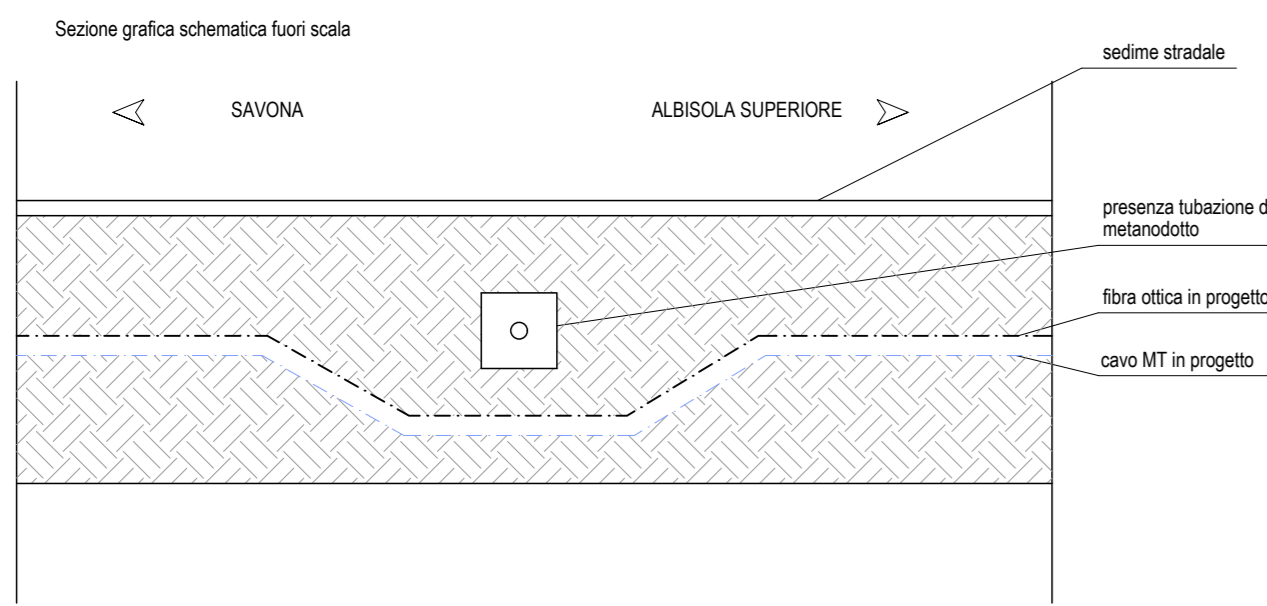 Sezione grafica schematica fuori scala
sedime stradale
SAVONA
ALBISOLA SUPERIORE
presenza tubazione
metanodotto
fibra ottica in progetto
cavo MT in progetto